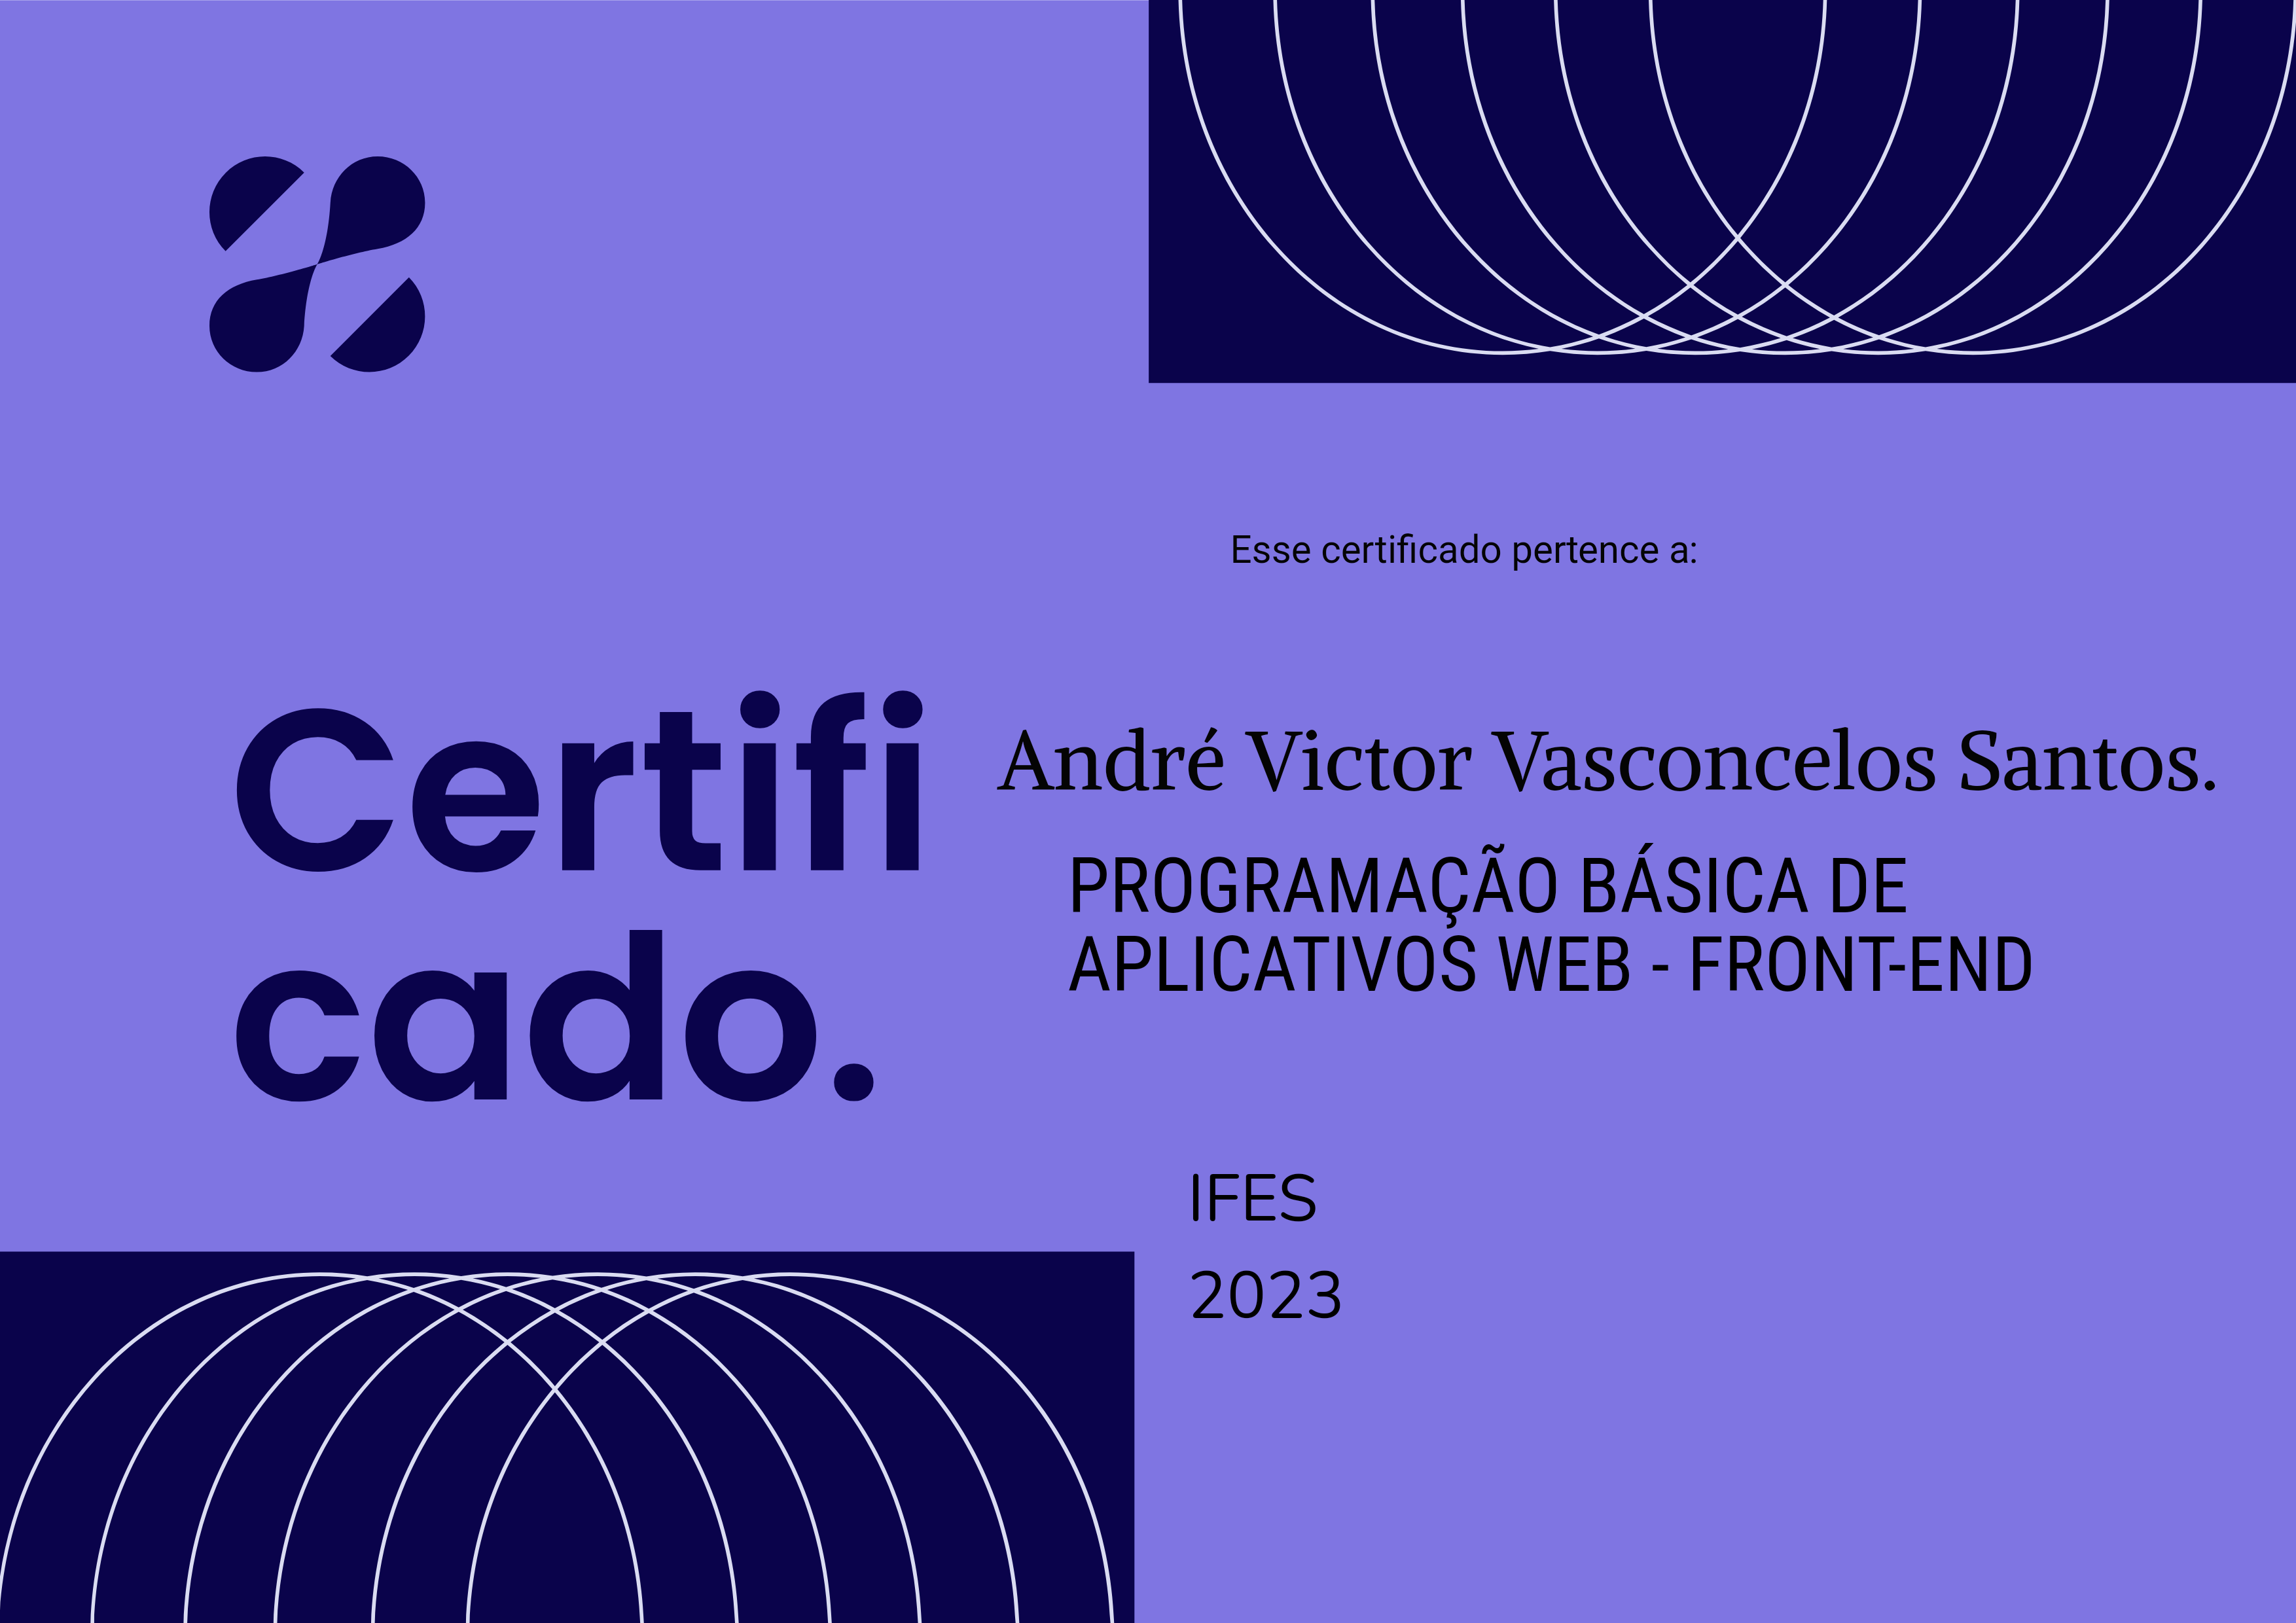 Esse certificado pertence a:
Certifi
cado.
André Victor Vasconcelos Santos.
PROGRAMAÇÃO BÁSICA DE
APLICATIVOS WEB - FRONT-END
IFES
2023